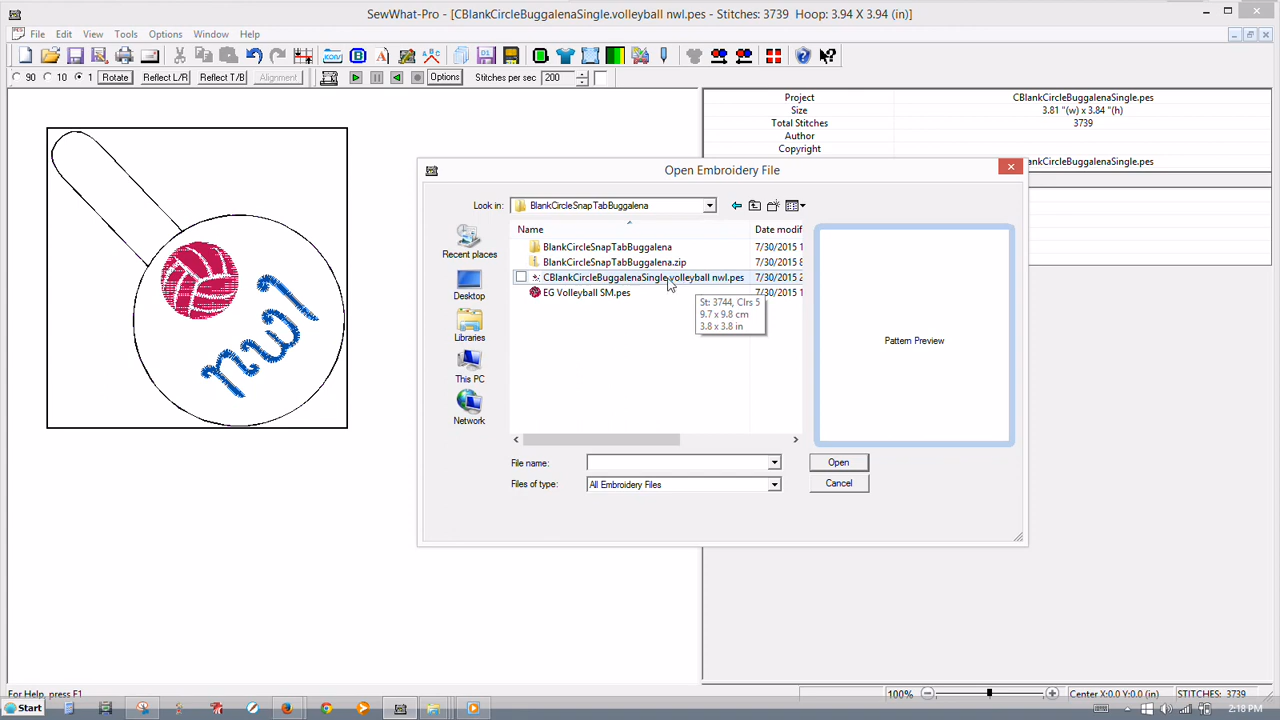 SewWhat-Pro - [CBlankCircleBuggalenaSingle.volleyball nwl.pes - Stitches: 3739 Hoop: 3.94 X 3.94 (in)]
File Edit View Tools Options Window Help
90 10 1 Rotate Reflect L/R Reflect T/B Alignment Options Stitches per sec 200
Project CBlankCircleBuggalenaSingle.pes
Size 3.81 "(w) x 3.84 "(h)
Total Stitches 3739
Author
Copyright
ankCircleBuggalenaSingle.pes
nwl
Open Embroidery File
Look in: BlankCircleSnapTabBuggalena
Name Date modif
BlankCircleSnapTabBuggalena 7/30/2015 1
BlankCircleSnapTabBuggalena.zip 7/30/2015 8
CBlankCircleBuggalenaSingle.volleyball nwl.pes 7/30/2015 2
EG Volleyball SM.pes 7/30/2015 1
St: 3744, Clrs 5
9.7 x 9.8 cm
3.8 x 3.8 in
Recent places
Desktop
Libraries
This PC
Network
Pattern Preview
File name: Open
Files of type: All Embroidery Files Cancel
For Help, press F1 100% Center X:0.0 Y:0.0 (in) STITCHES: 3739
Start 2:18 PM